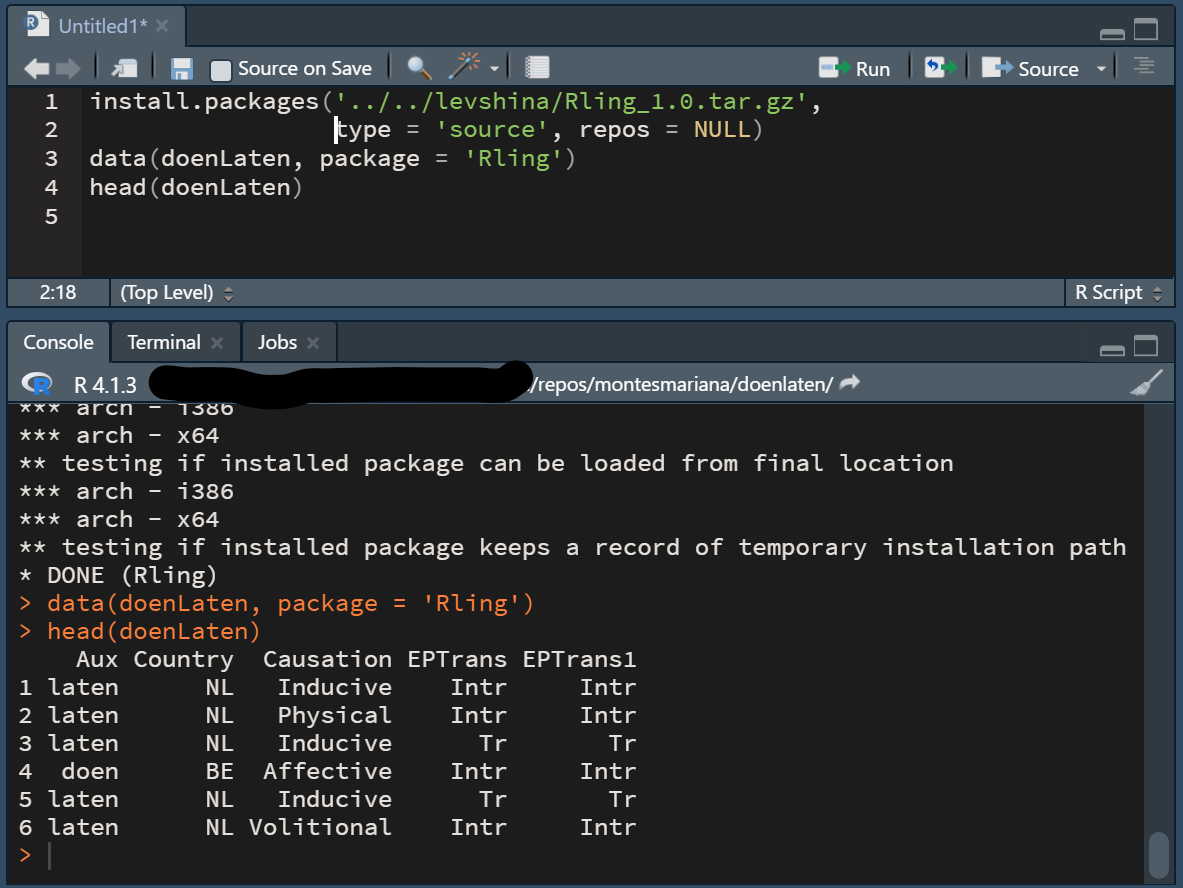 Untitled1*
Source on Save Run Source
1 install.packages('../../levshina/Rling_1.0.tar.gz',
2                  type = 'source', repos = NULL)
3 data(doenLaten, package = 'Rling')
4 head(doenLaten)
5
2:18 (Top Level) R Script
Console Terminal Jobs
R 4.1.3 /repos/montesmariana/doenlaten/
*** arch - i386
*** arch - x64
** testing if installed package can be loaded from final location
*** arch - i386
*** arch - x64
** testing if installed package keeps a record of temporary installation path
* DONE (Rling)
> data(doenLaten, package = 'Rling')
> head(doenLaten)
    Aux Country  Causation EPTrans EPTrans1
1 laten      NL   Inducive    Intr     Intr
2 laten      NL   Physical    Intr     Intr
3 laten      NL   Inducive      Tr       Tr
4  doen      BE  Affective    Intr     Intr
5 laten      NL   Inducive      Tr       Tr
6 laten      NL Volitional    Intr     Intr
>